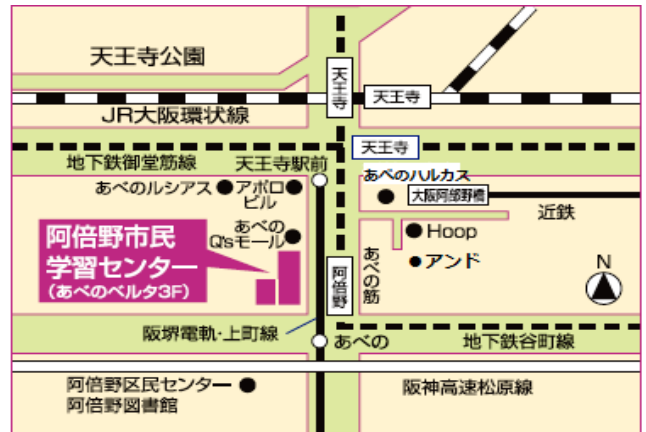 天王寺公園
天王寺
天王寺
JR大阪環状線
天王寺
地下鉄御堂筋線
天王寺駅前
あべのハルカス
あべのルシアス
アポロ
ビル
大阪阿部野橋
近鉄
あべの
Q'sモール
Hoop
阿倍野市民
学習センター
(あべのベルタ3F)
アンド
あべの筋
阿倍野
N
阪堺電軌・上町線
あべの
地下鉄谷町線
阿倍野区民センター
阿倍野図書館
阪神高速松原線